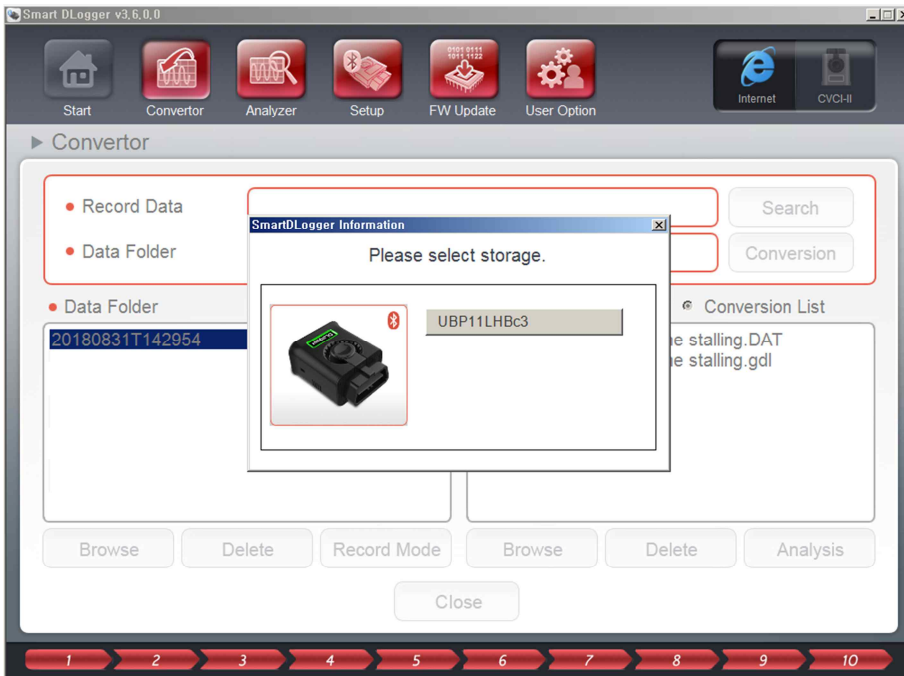 Smart DLogger v3,6,0,0
0101 0111
1011 1122
Start
Convertor
Analyzer
Setup
FW Update
User Option
Internet
CVCI-II
Convertor
Record Data
Search
Data Folder
Conversion
SmartDLogger Information
Please select storage.
UBP11LHBc3
Data Folder
Conversion List
20180831T142954
e stalling.DAT
e stalling.gdl
Browse
Delete
Record Mode
Browse
Delete
Analysis
Close
1 2 3 4 5 6 7 8 9 10